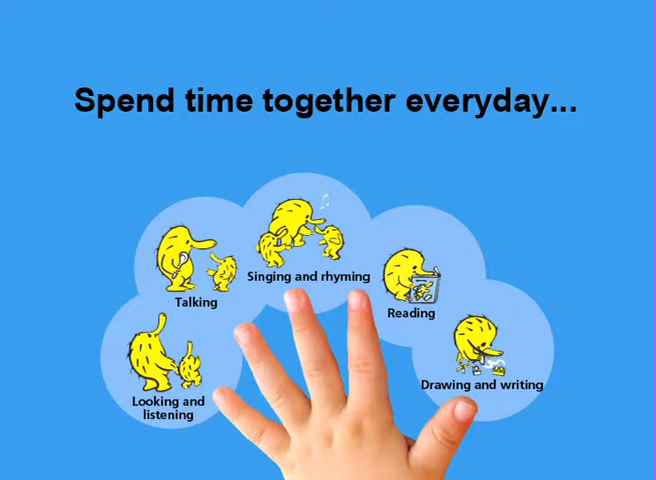 Spend time together everyday...
Singing and rhyming
Talking
Reading
Drawing and writing
Looking and
listening